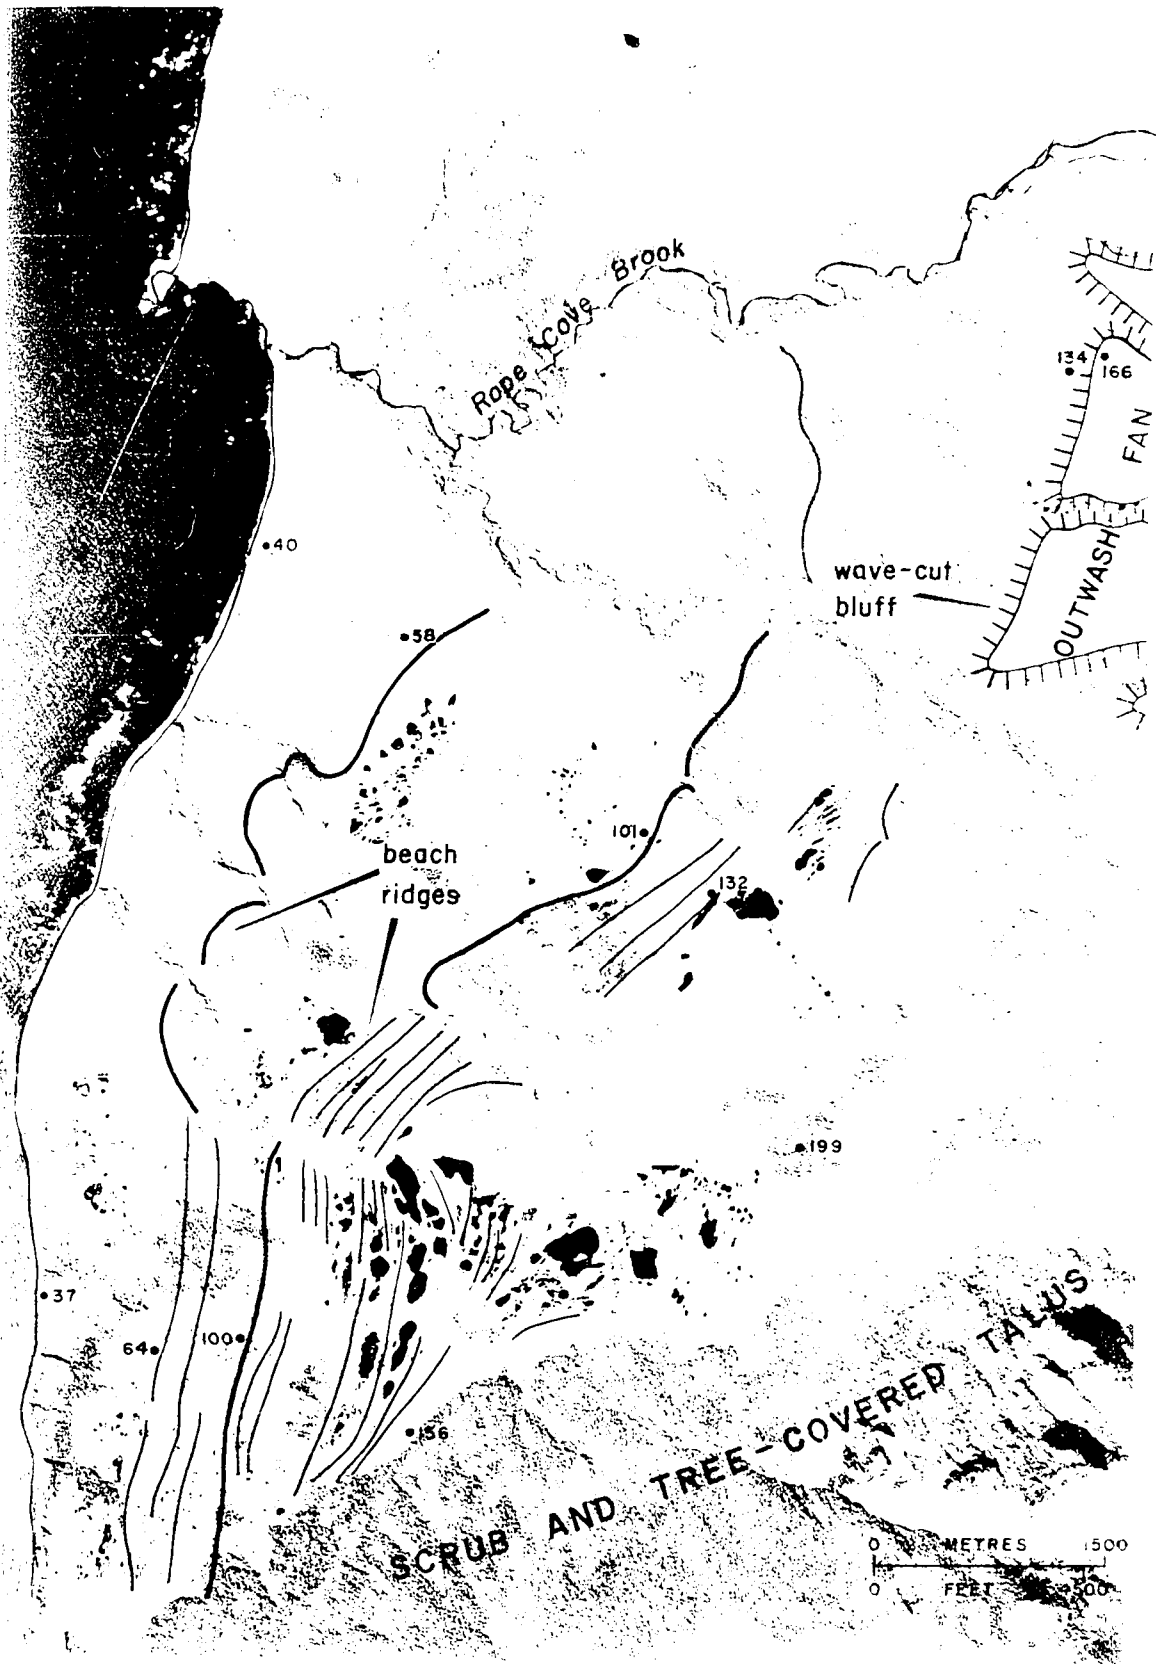 Rope Cove Brook
134
166
FAN
40
wave-cut
bluff
OUTWASH
58
101
beach
ridges
132
199
37
64
100
156
SCRUB AND TREE-COVERED TALUS
0 METRES 1500
0 FEET 4500